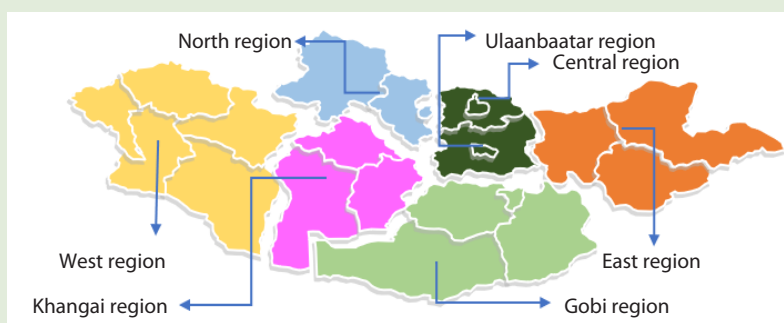 North region
Ulaanbaatar region
Central region
West region
East region
Khangai region
Gobi region